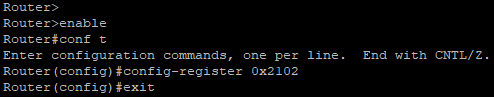 Router>
Router>enable
Router#conf t
Enter configuration commands, one per line.  End with CNTL/Z.
Router(config)#config-register 0x2102
Router(config)#exit